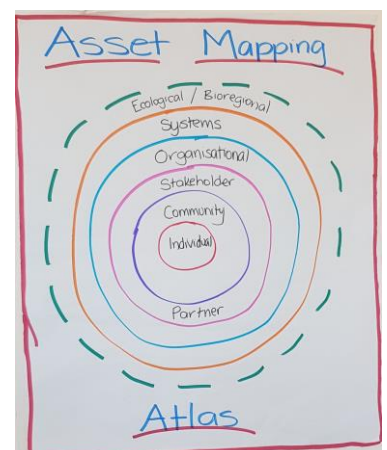 Asset Mapping
Ecological / Bioregional
Systems
Organisational
Stakeholder
Community
Individual
Partner
Atlas